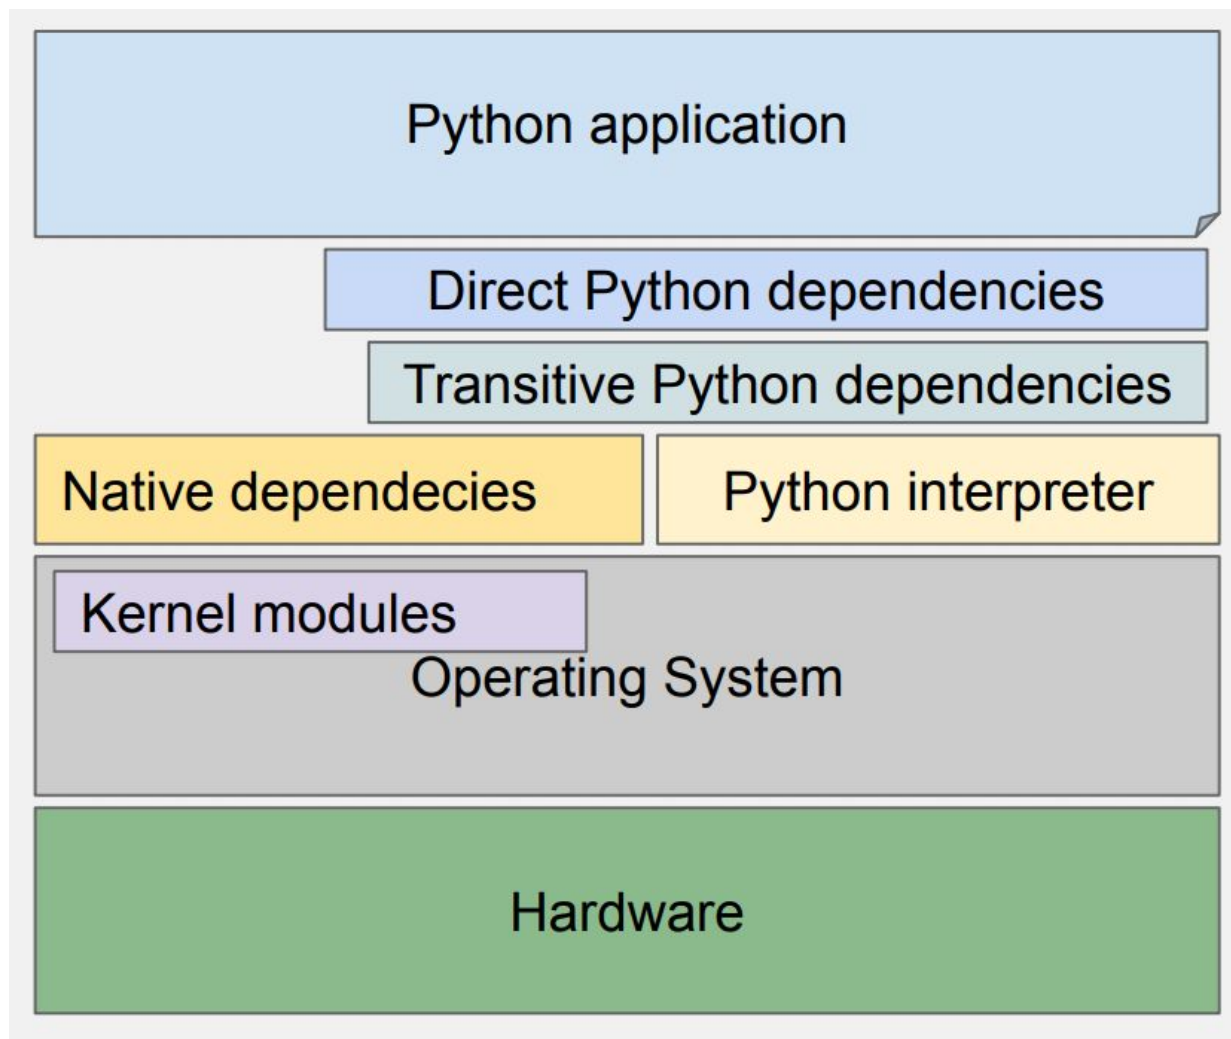 Python application
Direct Python dependencies
Transitive Python dependencies
Native dependecies
Python interpreter
Kernel modules
Operating System
Hardware